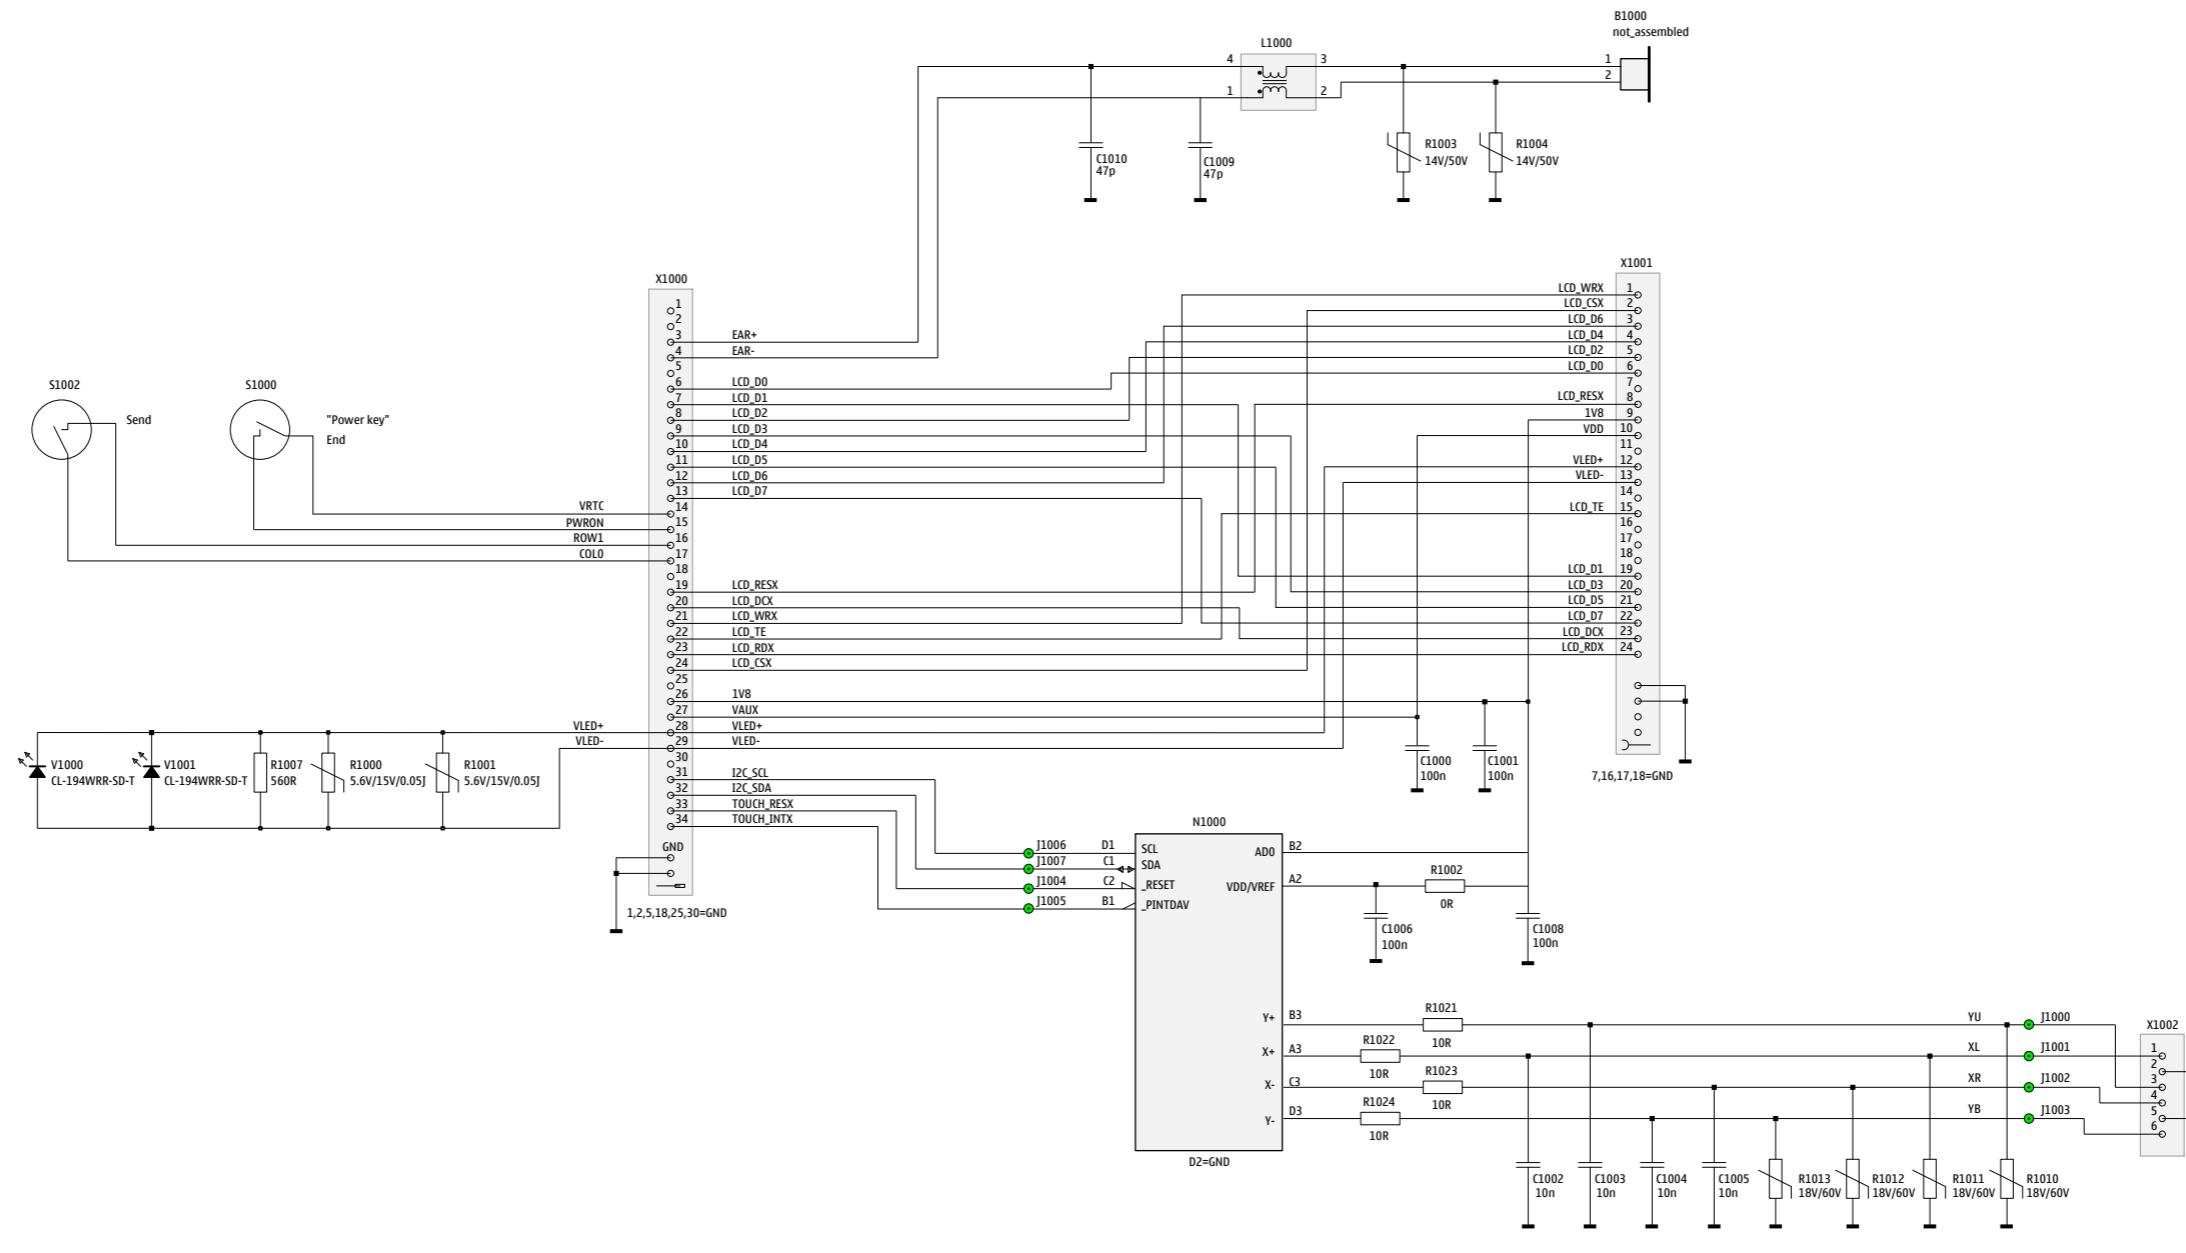 B1000
not_assembled
L1000
4
3
1
2
1
2
C1010
47p
C1009
47p
R1003
14V/50V
R1004
14V/50V
X1000
1
2
3
4
5
6
7
8
9
10
11
12
13
14
15
16
17
18
19
20
21
22
23
24
25
26
27
28
29
30
31
32
33
34
GND
1,2,5,18,25,30=GND
EAR+
EAR-
LCD_D0
LCD_D1
LCD_D2
LCD_D3
LCD_D4
LCD_D5
LCD_D6
LCD_D7
LCD_RESX
LCD_DCX
LCD_WRX
LCD_TE
LCD_RDX
LCD_CSX
1V8
VAUX
VLED+
VLED-
I2C_SCL
I2C_SDA
TOUCH_RESX
TOUCH_INTX
S1002
Send
S1000
"Power key"
End
VRTC
PWRON
ROW1
COL0
VLED+
VLED-
V1000
CL-194WRR-SD-T
V1001
CL-194WRR-SD-T
R1007
560R
R1000
5.6V/15V/0.05J
R1001
5.6V/15V/0.05J
X1001
LCD_WRX 1
LCD_CSX 2
LCD_D6 3
LCD_D4 4
LCD_D2 5
LCD_D0 6
7
LCD_RESX 8
1V8 9
VDD 10
11
VLED+ 12
VLED- 13
14
LCD_TE 15
16
17
18
LCD_D1 19
LCD_D3 20
LCD_D5 21
LCD_D7 22
LCD_DCX 23
LCD_RDX 24
7,16,17,18=GND
C1000
100n
C1001
100n
N1000
J1006 D1 SCL
J1007 C1 SDA
J1004 C2 _RESET
J1005 B1 _PINTDAV
AD0 B2
VDD/VREF A2
R1002
0R
C1006
100n
C1008
100n
Y+ B3
X+ A3
X- C3
Y- D3
D2=GND
R1021
10R
R1022
10R
R1023
10R
R1024
10R
YU J1000
XL J1001
XR J1002
YB J1003
X1002
1
2
3
4
5
6
C1002
10n
C1003
10n
C1004
10n
C1005
10n
R1013
18V/60V
R1012
18V/60V
R1011
18V/60V
R1010
18V/60V